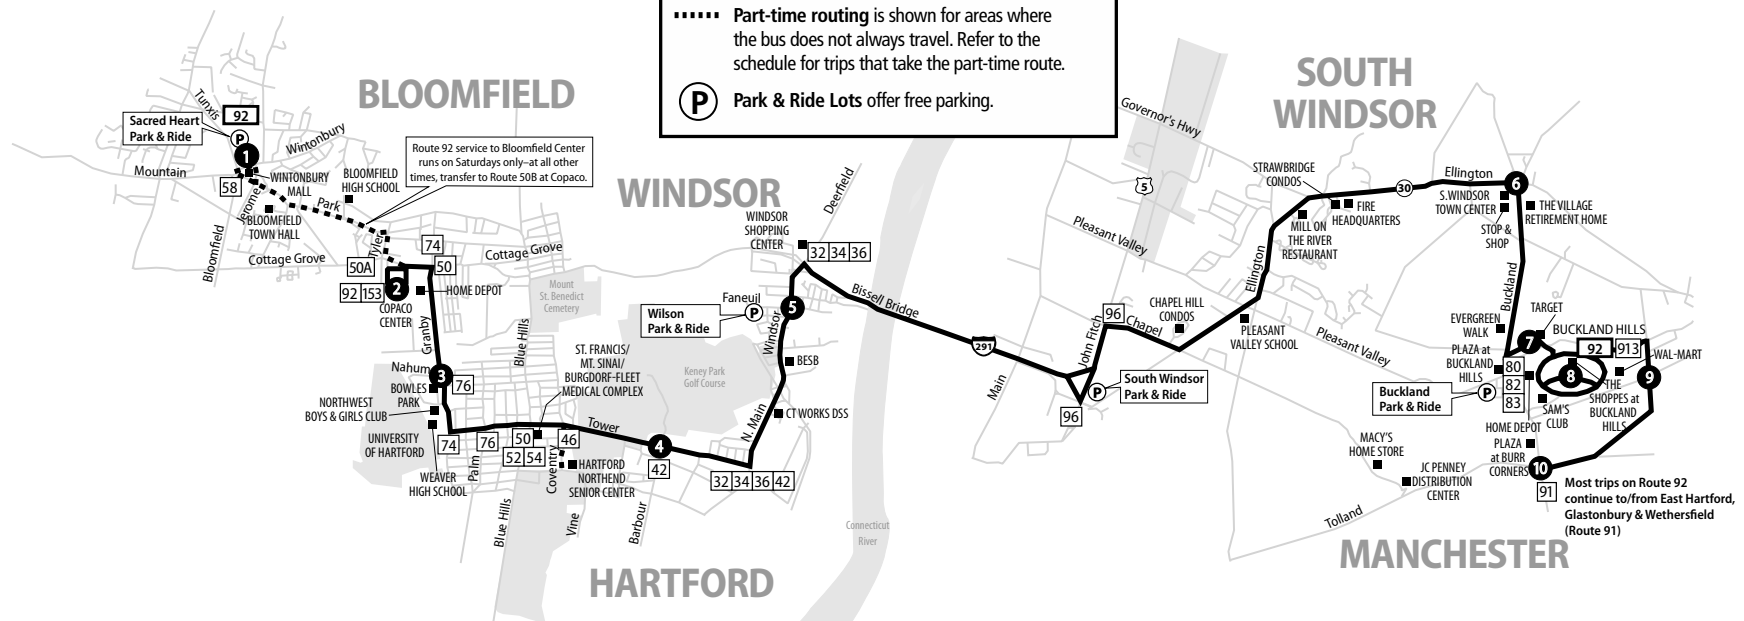 Part-time routing is shown for areas where
the bus does not always travel. Refer to the
schedule for trips that take the part-time route.
P
Park & Ride Lots offer free parking.
BLOOMFIELD
WINDSOR
HARTFORD
SOUTH
WINDSOR
MANCHESTER
Tunxis
92
Sacred Heart
Park & Ride
P
1
Wintonbury
Mountain
58
WINTONBURY
MALL
BLOOMFIELD
HIGH SCHOOL
Route 92 service to Bloomfield Center
runs on Saturdays only–at all other
times, transfer to Route 50B at Copaco.
Jerome
Park
BLOOMFIELD
TOWN HALL
Bloomfield
Cottage Grove
Tyler
50A
74
50
Cottage Grove
92 153
2
HOME DEPOT
COPACO
CENTER
Granby
Mount
St. Benedict
Cemetery
Blue Hills
Nahum
3
76
BOWLES
PARK
NORTHWEST
BOYS & GIRLS CLUB
UNIVERSITY
OF HARTFORD
WEAVER
HIGH SCHOOL
74
Palm
76
50
52 54
46
ST. FRANCIS/
MT. SINAI/
BURGDORF-FLEET
MEDICAL COMPLEX
Tower
Coventry
HARTFORD
NORTHEND
SENIOR CENTER
Blue Hills
Vine
Barbour
4
42
32 34 36 42
Keney Park
Golf Course
N. Main
CT WORKS DSS
BESB
Windsor
5
Faneuil
P
Wilson
Park & Ride
WINDSOR
SHOPPING
CENTER
32 34 36
Deerfield
Bissell Bridge
Connecticut
River
291
Main
John Fitch
96
Chapel
96
P
South Windsor
Park & Ride
CHAPEL HILL
CONDOS
Governor's Hwy
5
Pleasant Valley
Ellington
PLEASANT
VALLEY SCHOOL
Pleasant Valley
STRAWBRIDGE
CONDOS
MILL ON
THE RIVER
RESTAURANT
FIRE
HEADQUARTERS
30
Ellington
6
S.WINDSOR
TOWN CENTER
STOP &
SHOP
THE VILLAGE
RETIREMENT HOME
Buckland
TARGET
EVERGREEN
WALK
7
BUCKLAND HILLS
92 913
WAL-MART
PLAZA at
BUCKLAND
HILLS
80
82
83
8
9
Buckland
Park & Ride
P
THE
SHOPPES at
BUCKLAND
HILLS
SAM'S
CLUB
HOME DEPOT
PLAZA
at BURR
CORNERS
10
91
MACY'S
HOME STORE
JC PENNEY
DISTRIBUTION
CENTER
Tolland
Most trips on Route 92
continue to/from East Hartford,
Glastonbury & Wethersfield
(Route 91)